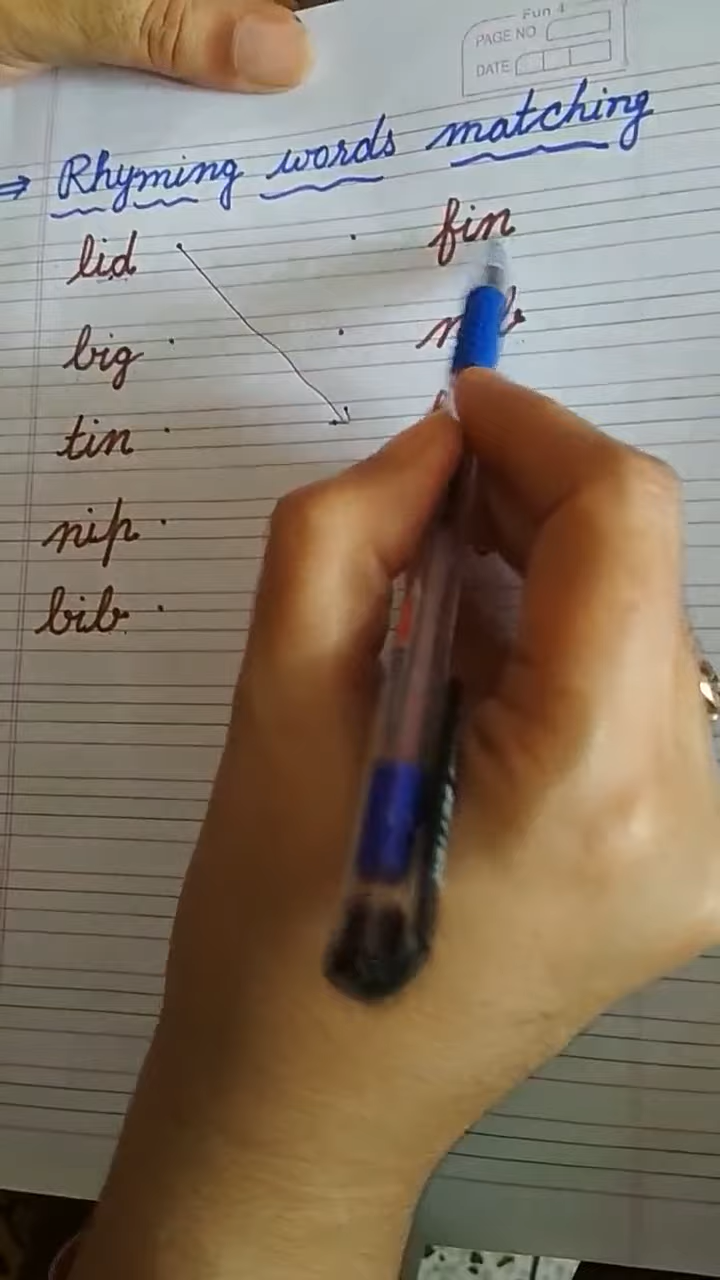 Fun 4
PAGE NO
DATE
⇒ Rhyming words matching
lid fin
big
tin
nip
bib